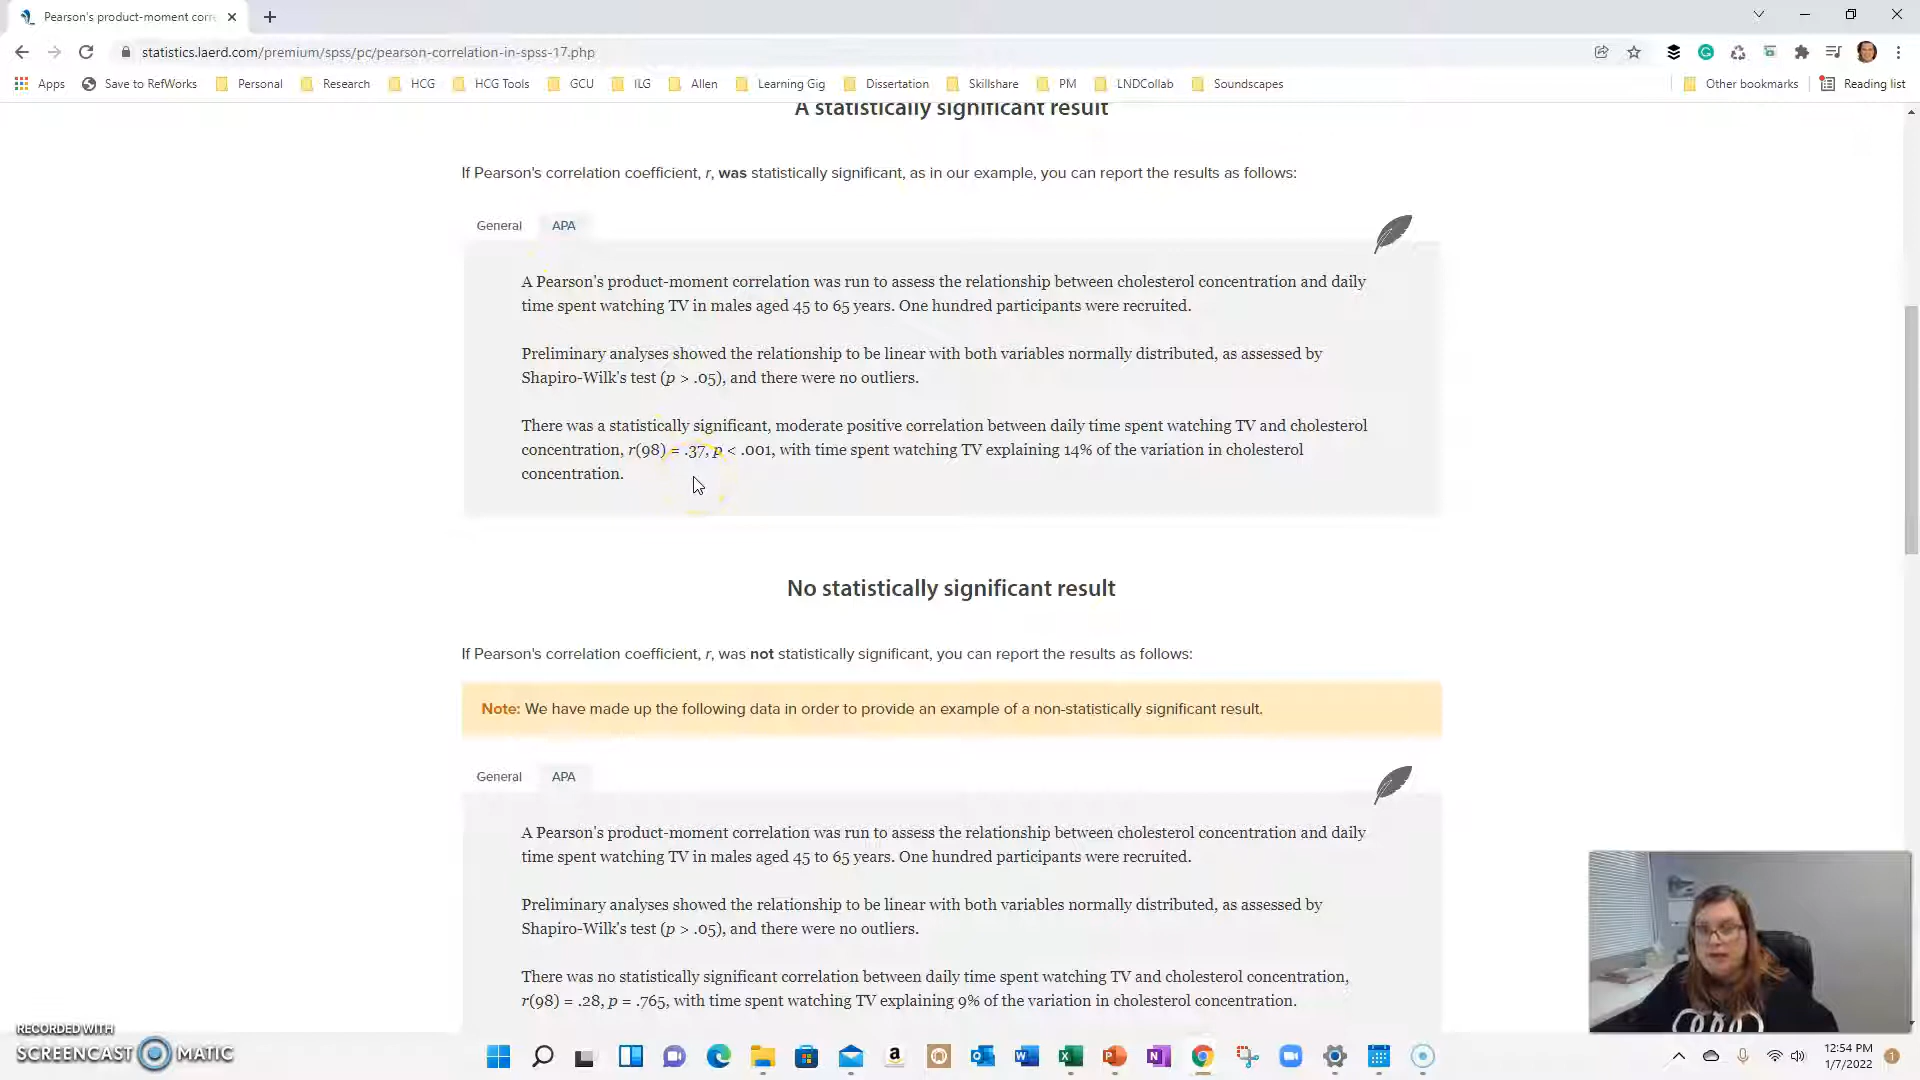 Pearson's product-moment corr
statistics.laerd.com/premium/spss/pc/pearson-correlation-in-spss-17.php
Apps Save to RefWorks Personal Research HCG HCG Tools GCU ILG Allen Learning Gig Dissertation Skillshare PM LNDCollab Soundscapes Other bookmarks Reading list
A statistically significant result
If Pearson's correlation coefficient, r, was statistically significant, as in our example, you can report the results as follows:
General APA
A Pearson's product-moment correlation was run to assess the relationship between cholesterol concentration and daily
time spent watching TV in males aged 45 to 65 years. One hundred participants were recruited.
Preliminary analyses showed the relationship to be linear with both variables normally distributed, as assessed by
Shapiro-Wilk's test (p > .05), and there were no outliers.
There was a statistically significant, moderate positive correlation between daily time spent watching TV and cholesterol
concentration, r(98) = .37, p < .001, with time spent watching TV explaining 14% of the variation in cholesterol
concentration.
No statistically significant result
If Pearson's correlation coefficient, r, was not statistically significant, you can report the results as follows:
Note: We have made up the following data in order to provide an example of a non-statistically significant result.
General APA
A Pearson's product-moment correlation was run to assess the relationship between cholesterol concentration and daily
time spent watching TV in males aged 45 to 65 years. One hundred participants were recruited.
Preliminary analyses showed the relationship to be linear with both variables normally distributed, as assessed by
Shapiro-Wilk's test (p > .05), and there were no outliers.
There was no statistically significant correlation between daily time spent watching TV and cholesterol concentration,
r(98) = .28, p = .765, with time spent watching TV explaining 9% of the variation in cholesterol concentration.
RECORDED WITH
SCREENCAST MATIC
12:54 PM
1/7/2022
1